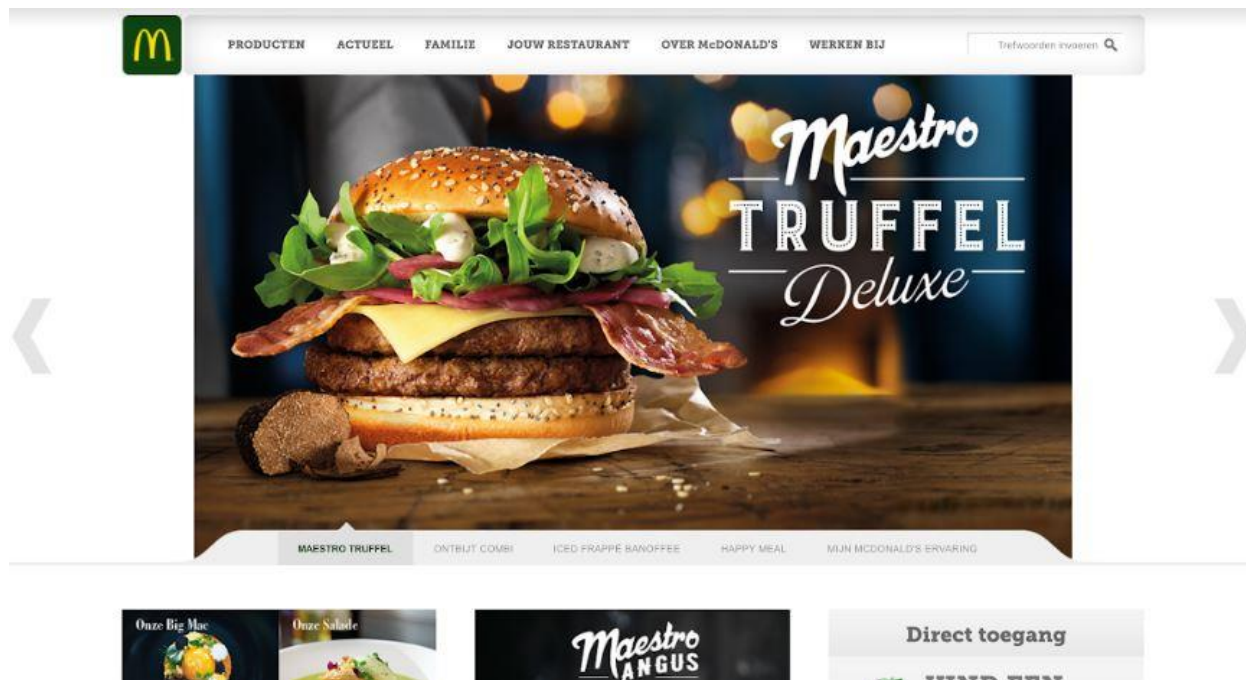 PRODUCTEN ACTUEEL FAMILIE JOUW RESTAURANT OVER McDONALD'S WERKEN BIJ Trefwoorden invoeren
Maestro
TRUFFEL
Deluxe
MAESTRO TRUFFEL ONTBIJT COMBI ICED FRAPPÉ BANOFFEE HAPPY MEAL MIJN MCDONALD'S ERVARING
Onze Big Mac Onze Salade
Maestro
ANGUS
Direct toegang